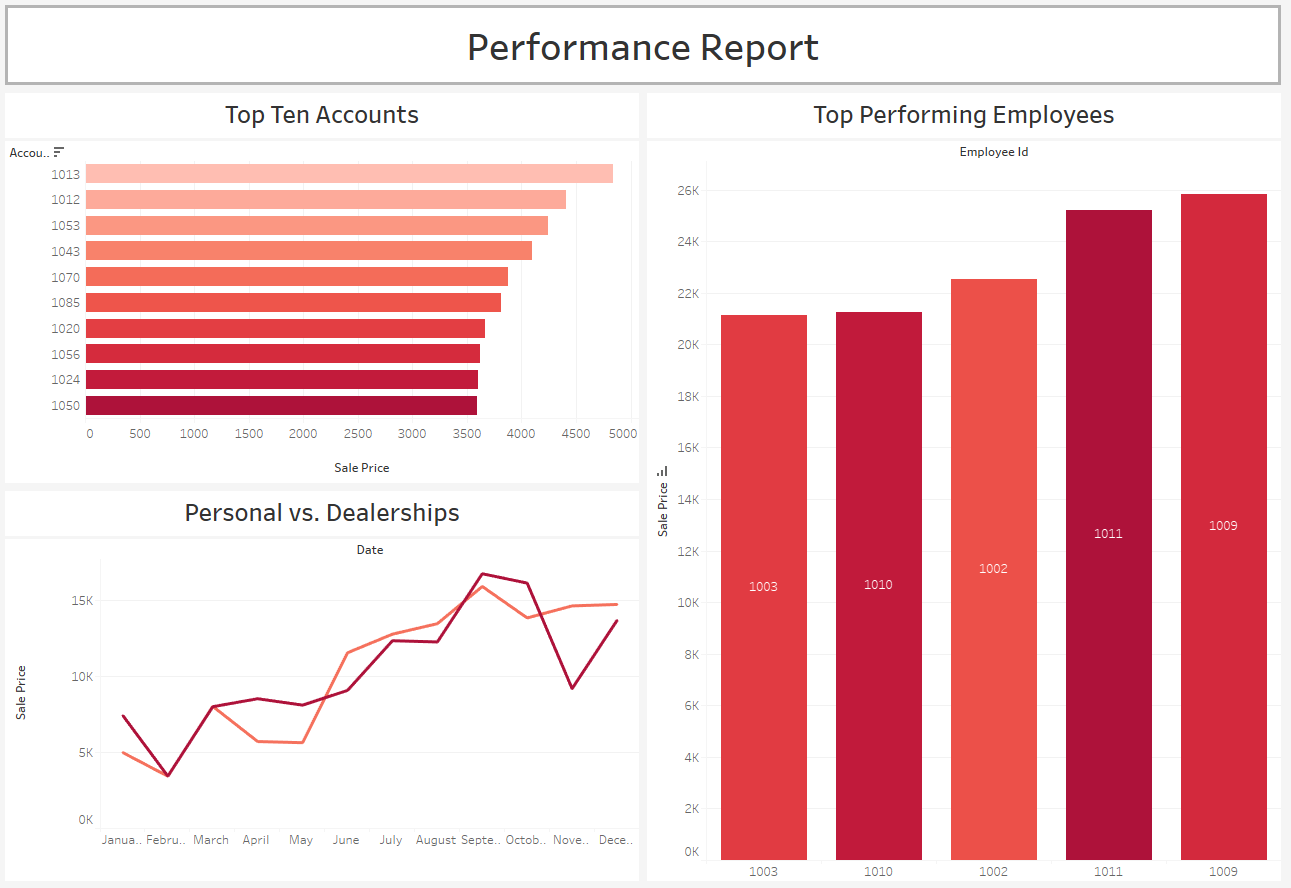 Performance Report
Top Ten Accounts
Accou..
1013
1012
1053
1043
1070
1085
1020
1056
1024
1050
0 500 1000 1500 2000 2500 3000 3500 4000 4500 5000
Sale Price
Personal vs. Dealerships
Date
Sale Price
15K
10K
5K
0K
Janua.. Febru.. March April May June July August Septe.. Octob.. Nove.. Dece..
Top Performing Employees
Employee Id
Sale Price
26K
24K
22K
20K
18K
16K
14K
12K
10K
8K
6K
4K
2K
0K
1003
1010
1002
1011
1009
1003 1010 1002 1011 1009